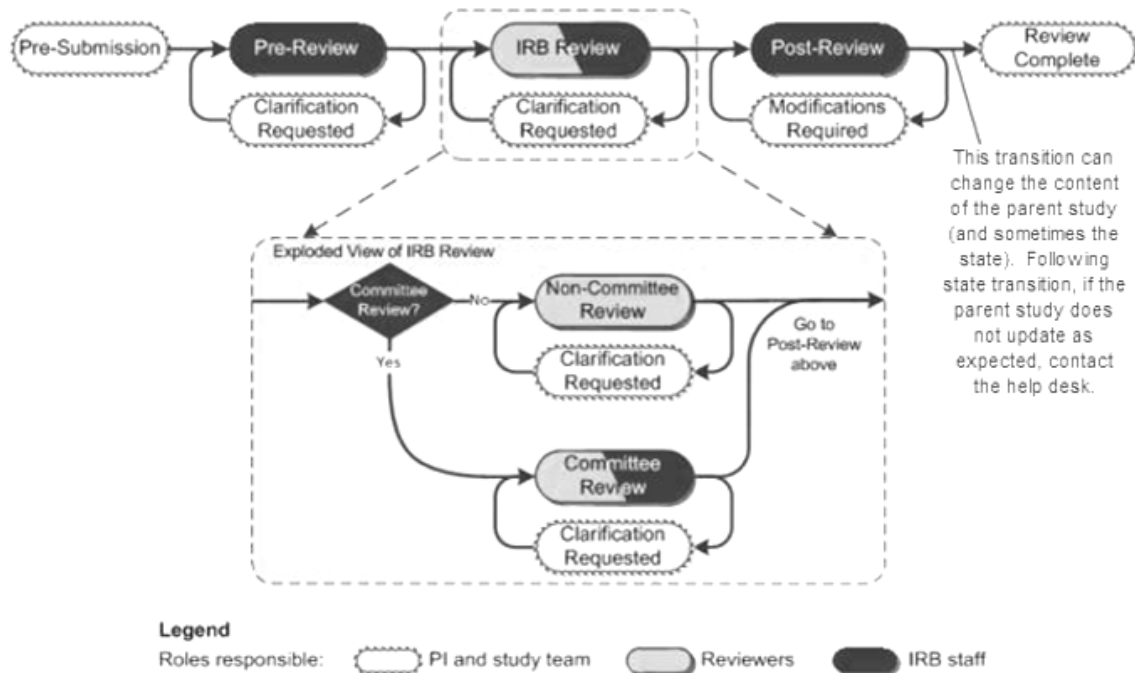 Pre-Submission
Pre-Review
IRB Review
Post-Review
Review
Complete
Clarification
Requested
Clarification
Requested
Modifications
Required
This transition can
change the content
of the parent study
(and sometimes the
state). Following
state transition, if the
parent study does
not update as
expected, contact
the help desk.
Exploded View of IRB Review
Committee
Review?
No
Non-Committee
Review
Clarification
Requested
Go to
Post-Review
above
Yes
Committee
Review
Clarification
Requested
Legend
Roles responsible: PI and study team Reviewers IRB staff